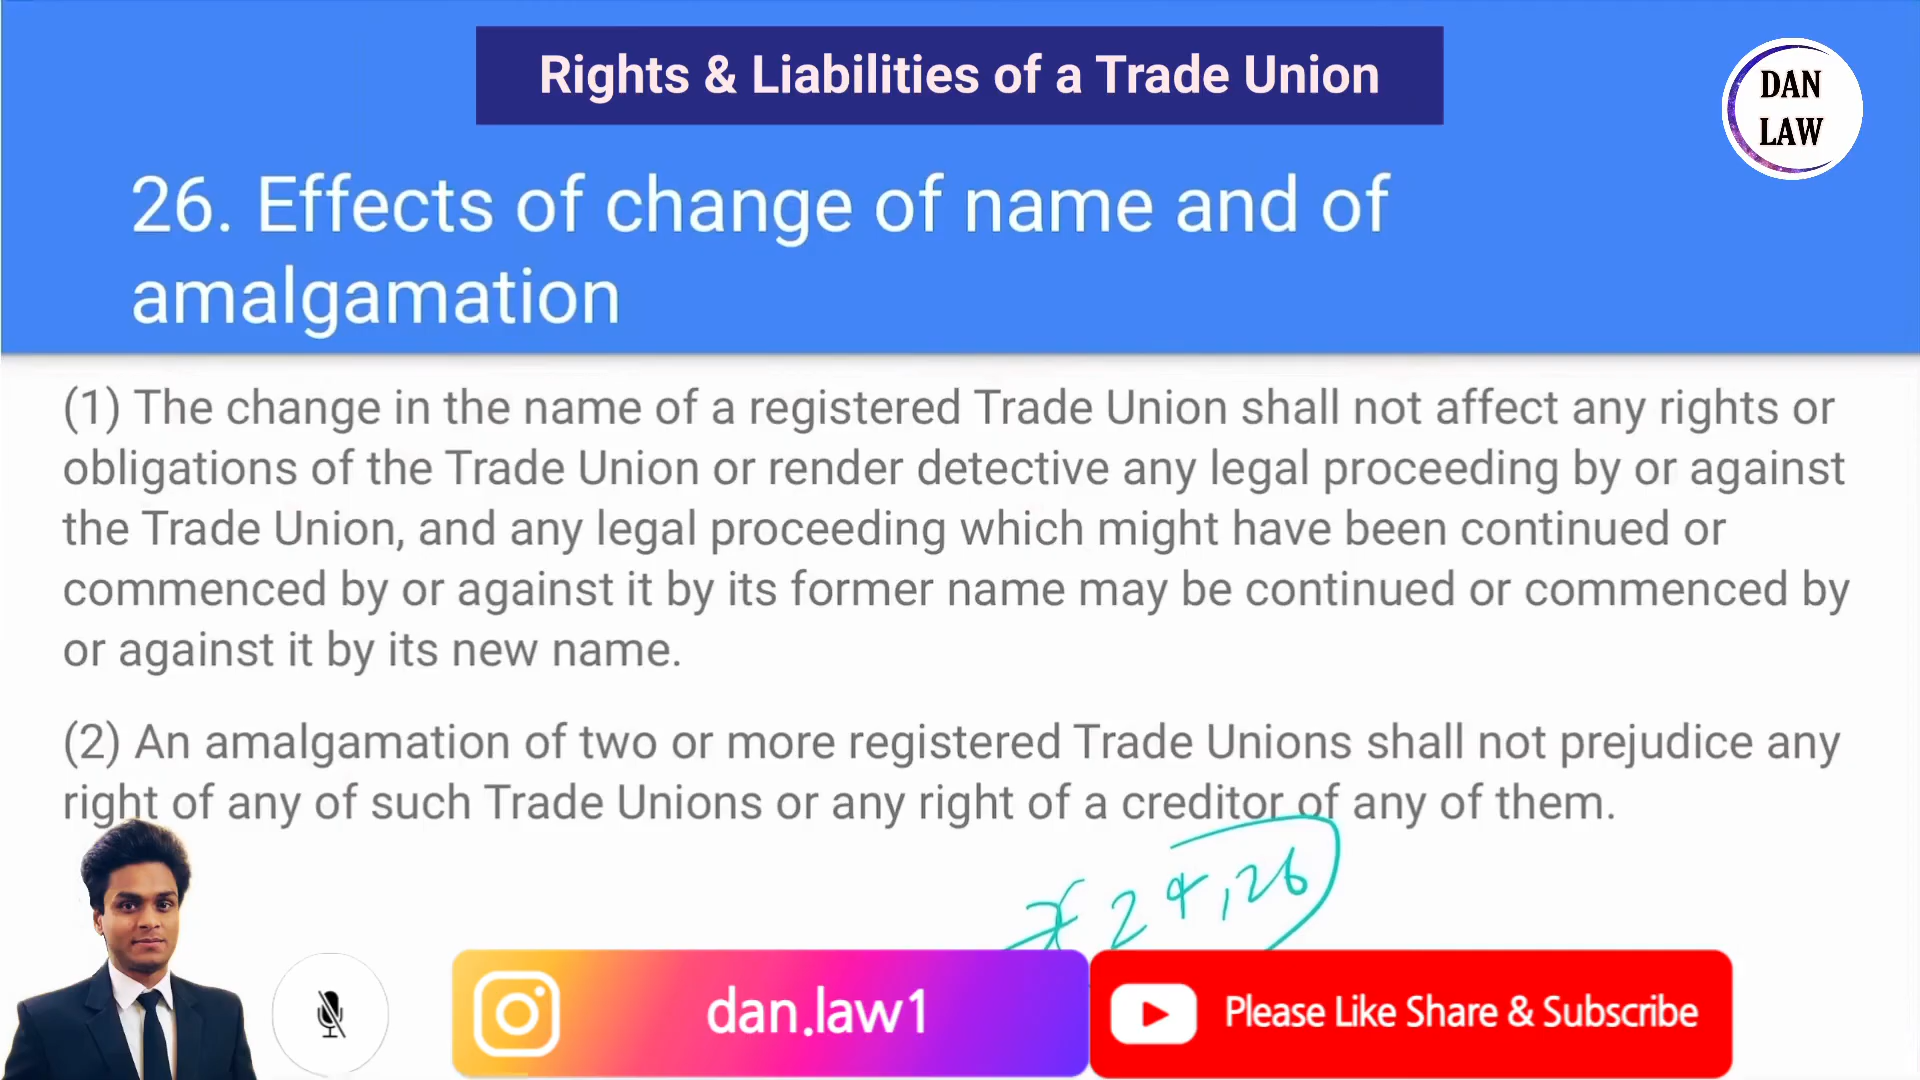 Rights & Liabilities of a Trade Union
DAN
LAW
26. Effects of change of name and of
amalgamation
(1) The change in the name of a registered Trade Union shall not affect any rights or
obligations of the Trade Union or render detective any legal proceeding by or against
the Trade Union, and any legal proceeding which might have been continued or
commenced by or against it by its former name may be continued or commenced by
or against it by its new name.
(2) An amalgamation of two or more registered Trade Unions shall not prejudice any
right of any of such Trade Unions or any right of a creditor of any of them.
24,26
dan.law1
Please Like Share & Subscribe